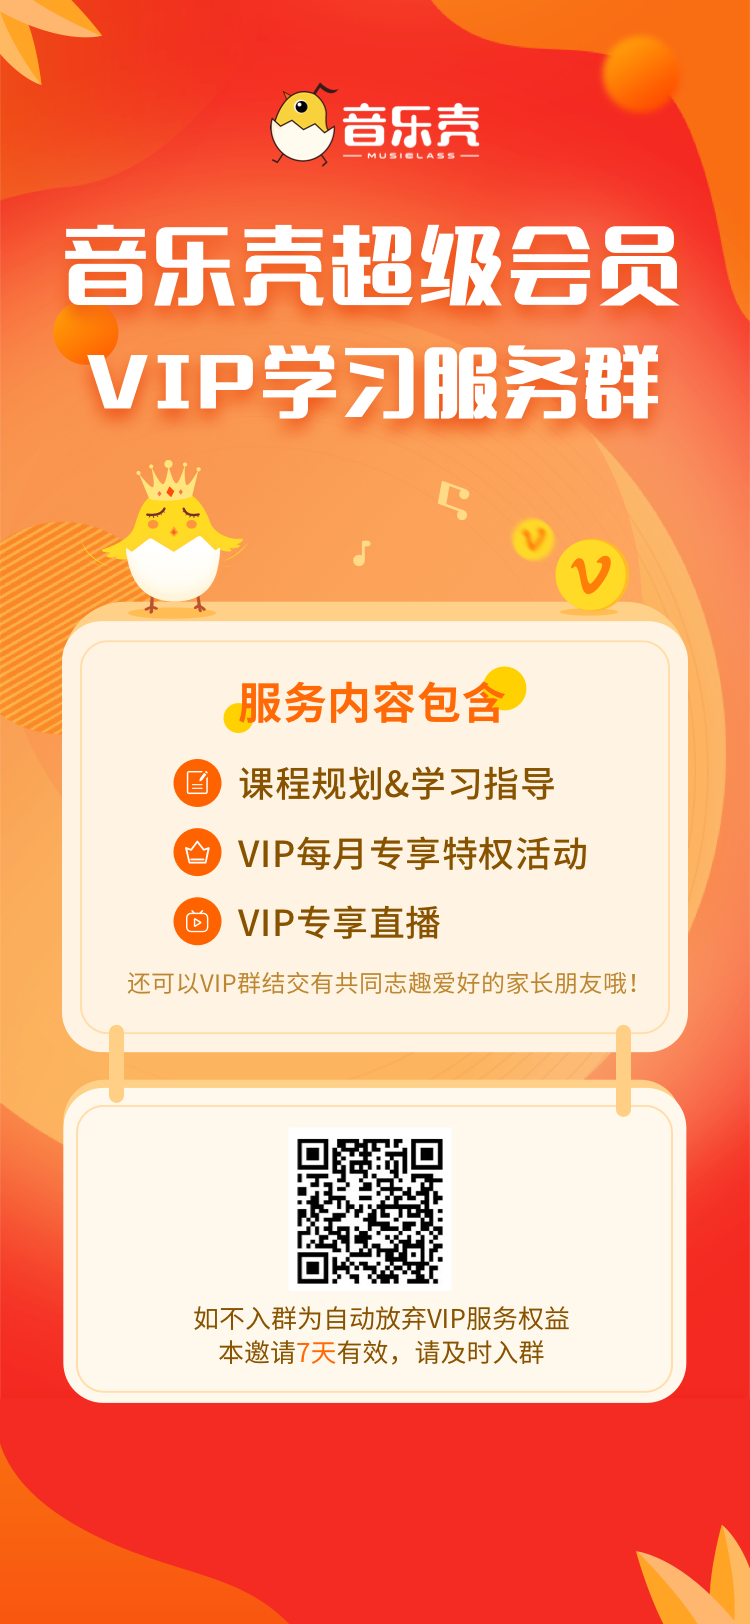 音乐壳
MUSICLASS
音乐壳超级会员
VIP学习服务群
服务内容包含
课程规划&学习指导
VIP每月专享特权活动
VIP专享直播
还可以VIP群结交有共同志趣爱好的家长朋友哦！
如不入群为自动放弃VIP服务权益
本邀请7天有效，请及时入群